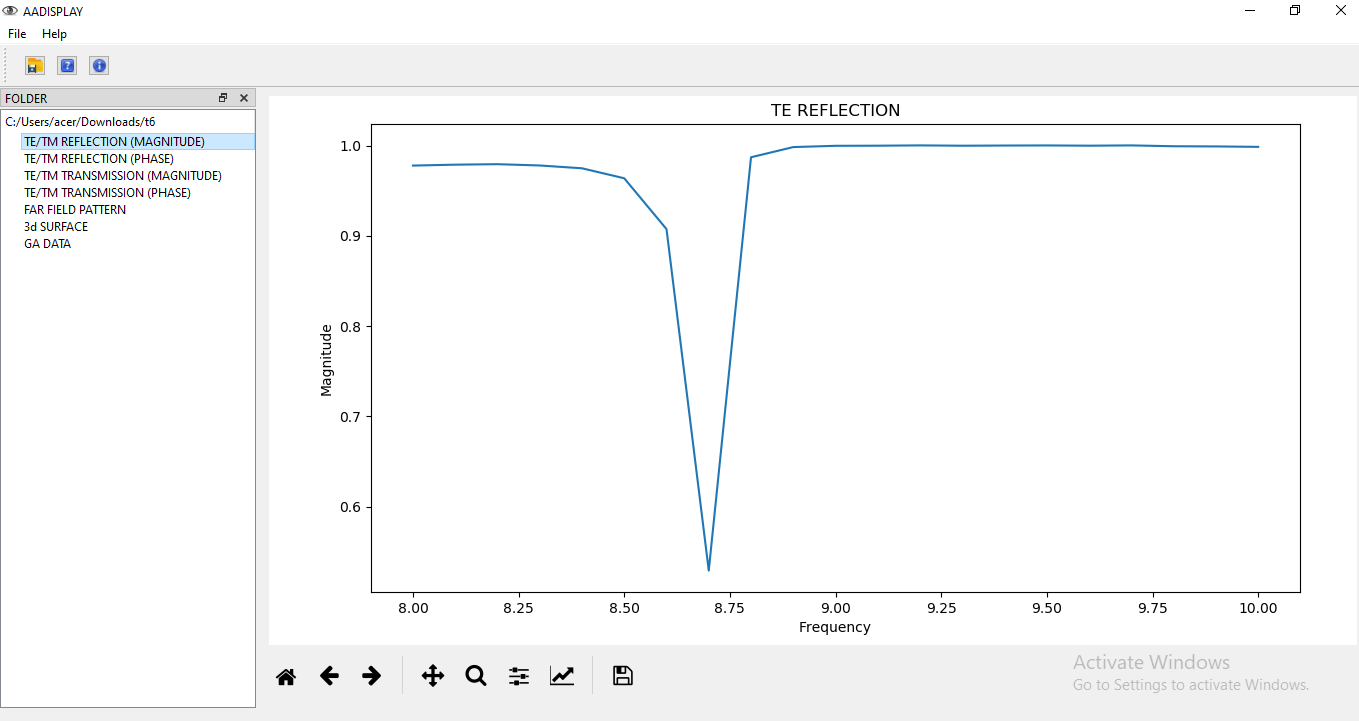 AADISPLAY
File Help
FOLDER
C:/Users/acer/Downloads/t6
TE/TM REFLECTION (MAGNITUDE)
TE/TM REFLECTION (PHASE)
TE/TM TRANSMISSION (MAGNITUDE)
TE/TM TRANSMISSION (PHASE)
FAR FIELD PATTERN
3d SURFACE
GA DATA
TE REFLECTION
1.0
0.9
0.8
0.7
0.6
Magnitude
8.00 8.25 8.50 8.75 9.00 9.25 9.50 9.75 10.00
Frequency
Activate Windows
Go to Settings to activate Windows.